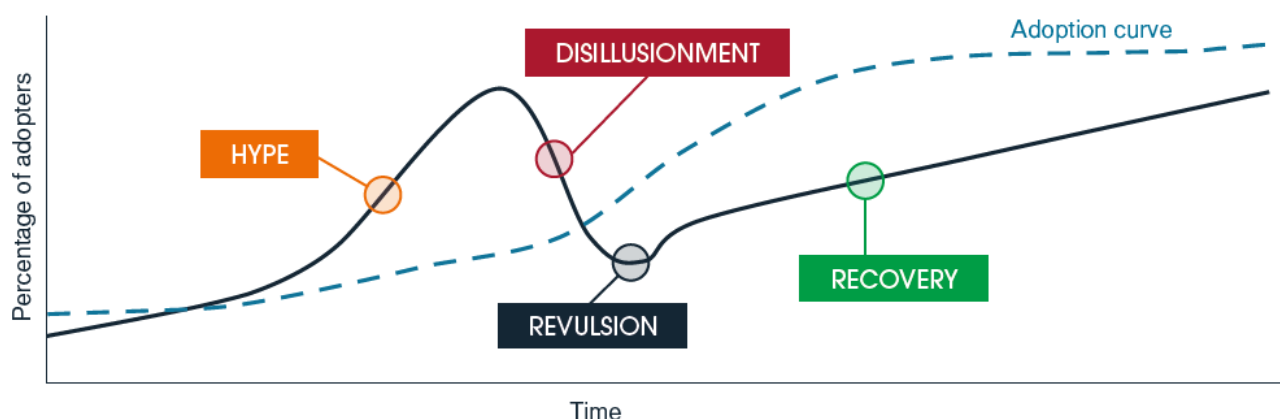 Adoption curve
DISILLUSIONMENT
HYPE
Percentage of adopters
RECOVERY
REVULSION
Time